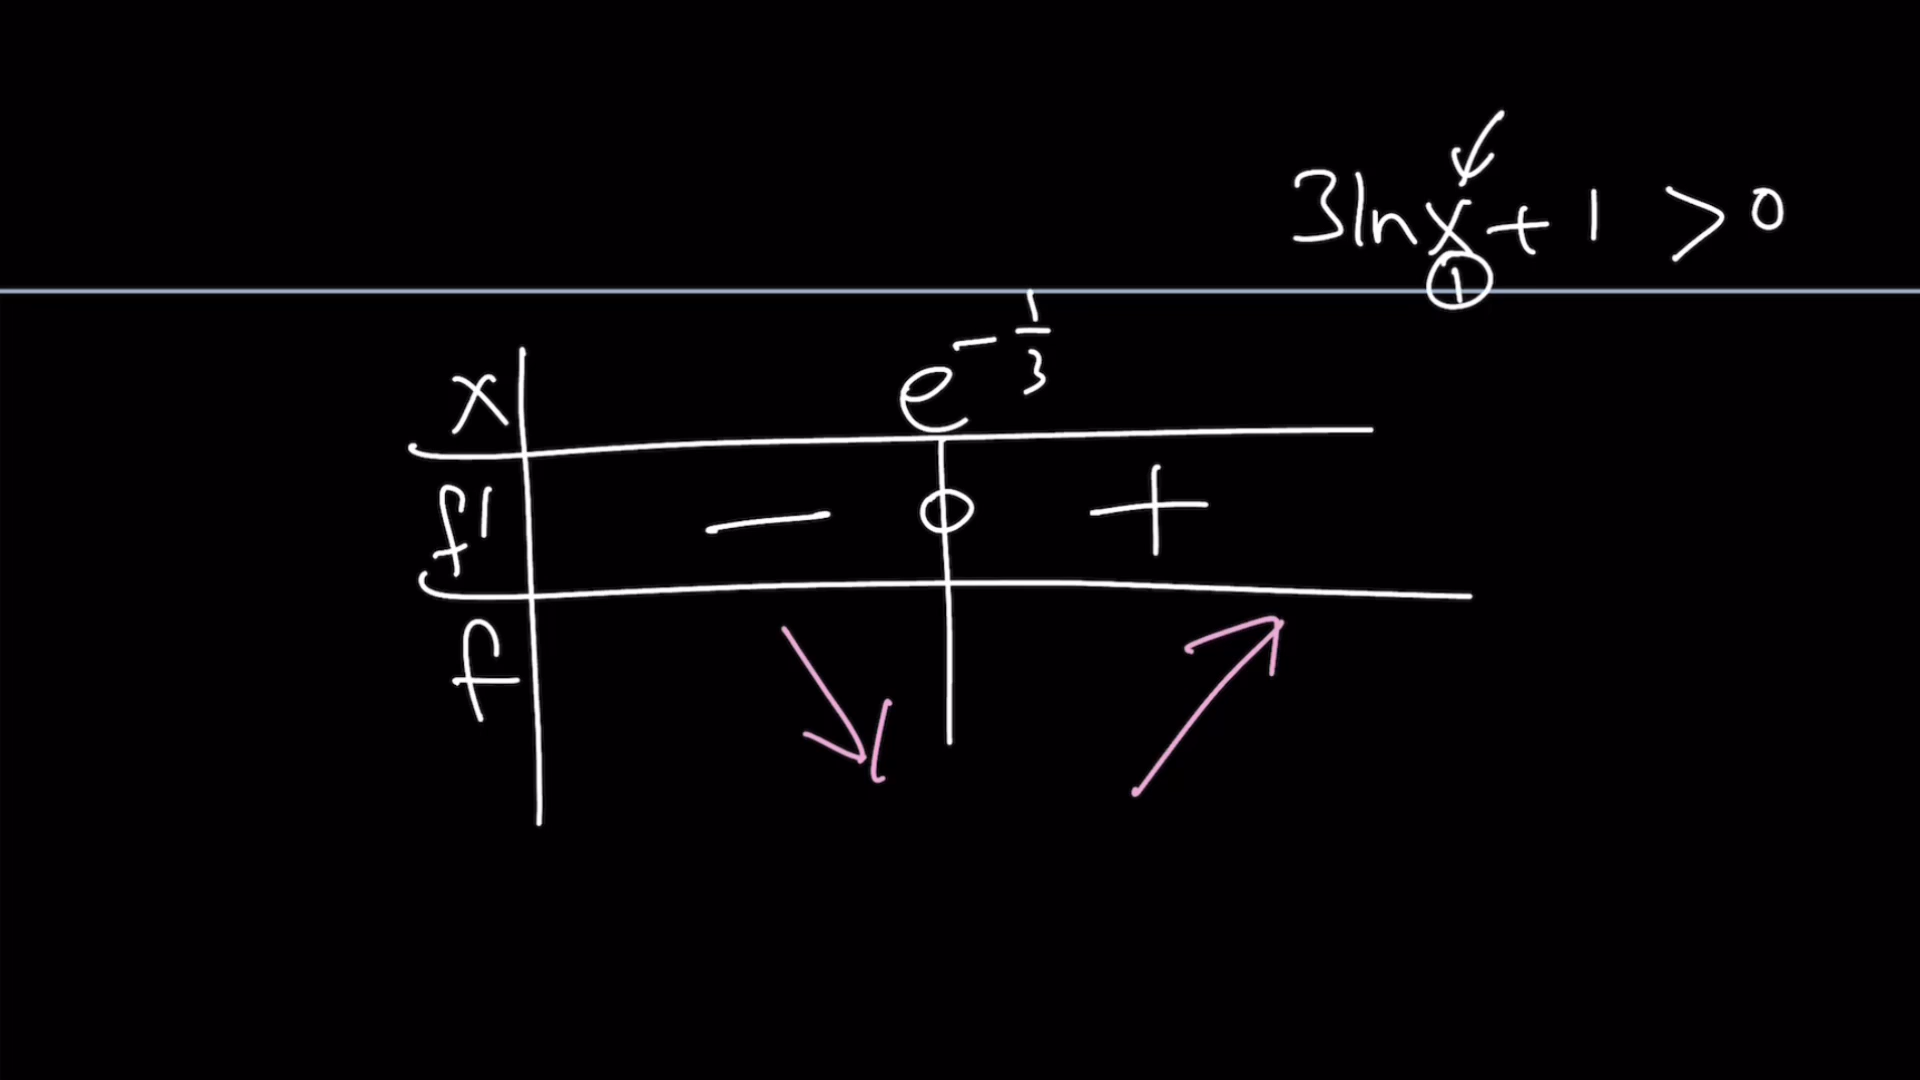 3lnx + 1 > 0
①
x e^{-1/3}
f' − 0 +
f